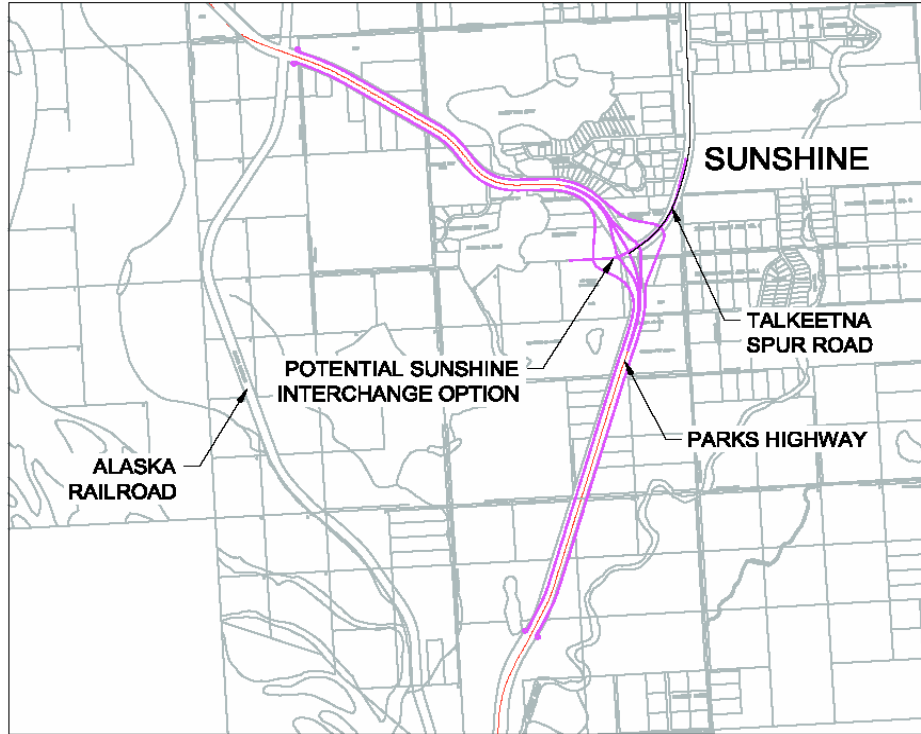 SUNSHINE
TALKEETNA
SPUR ROAD
POTENTIAL SUNSHINE
INTERCHANGE OPTION
PARKS HIGHWAY
ALASKA
RAILROAD